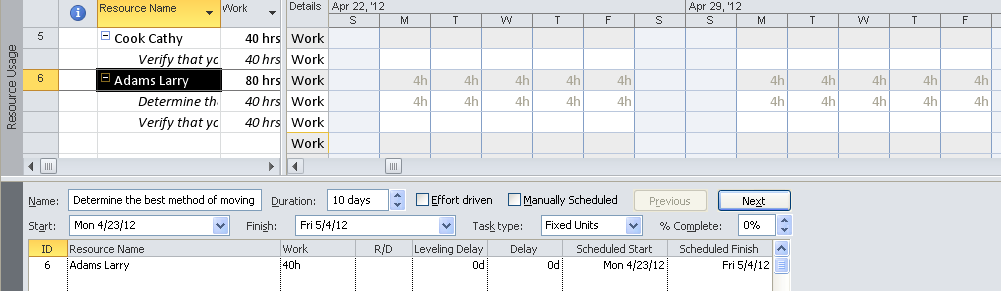 Resource Name Work Details Apr 22, '12 Apr 29, '12
S M T W T F S S M T W T F
5 Cook Cathy 40 hrs Work
Verify that yo 40 hrs Work
6 Adams Larry 80 hrs Work 4h 4h 4h 4h 4h 4h 4h 4h 4h 4h
Determine th 40 hrs Work 4h 4h 4h 4h 4h 4h 4h 4h 4h 4h
Verify that yo 40 hrs Work
Work
Resource Usage
Name: Determine the best method of moving Duration: 10 days Effort driven Manually Scheduled Previous Next
Start: Mon 4/23/12 Finish: Fri 5/4/12 Task type: Fixed Units % Complete: 0%
ID Resource Name Work R/D Leveling Delay Delay Scheduled Start Scheduled Finish
6 Adams Larry 40h 0d 0d Mon 4/23/12 Fri 5/4/12